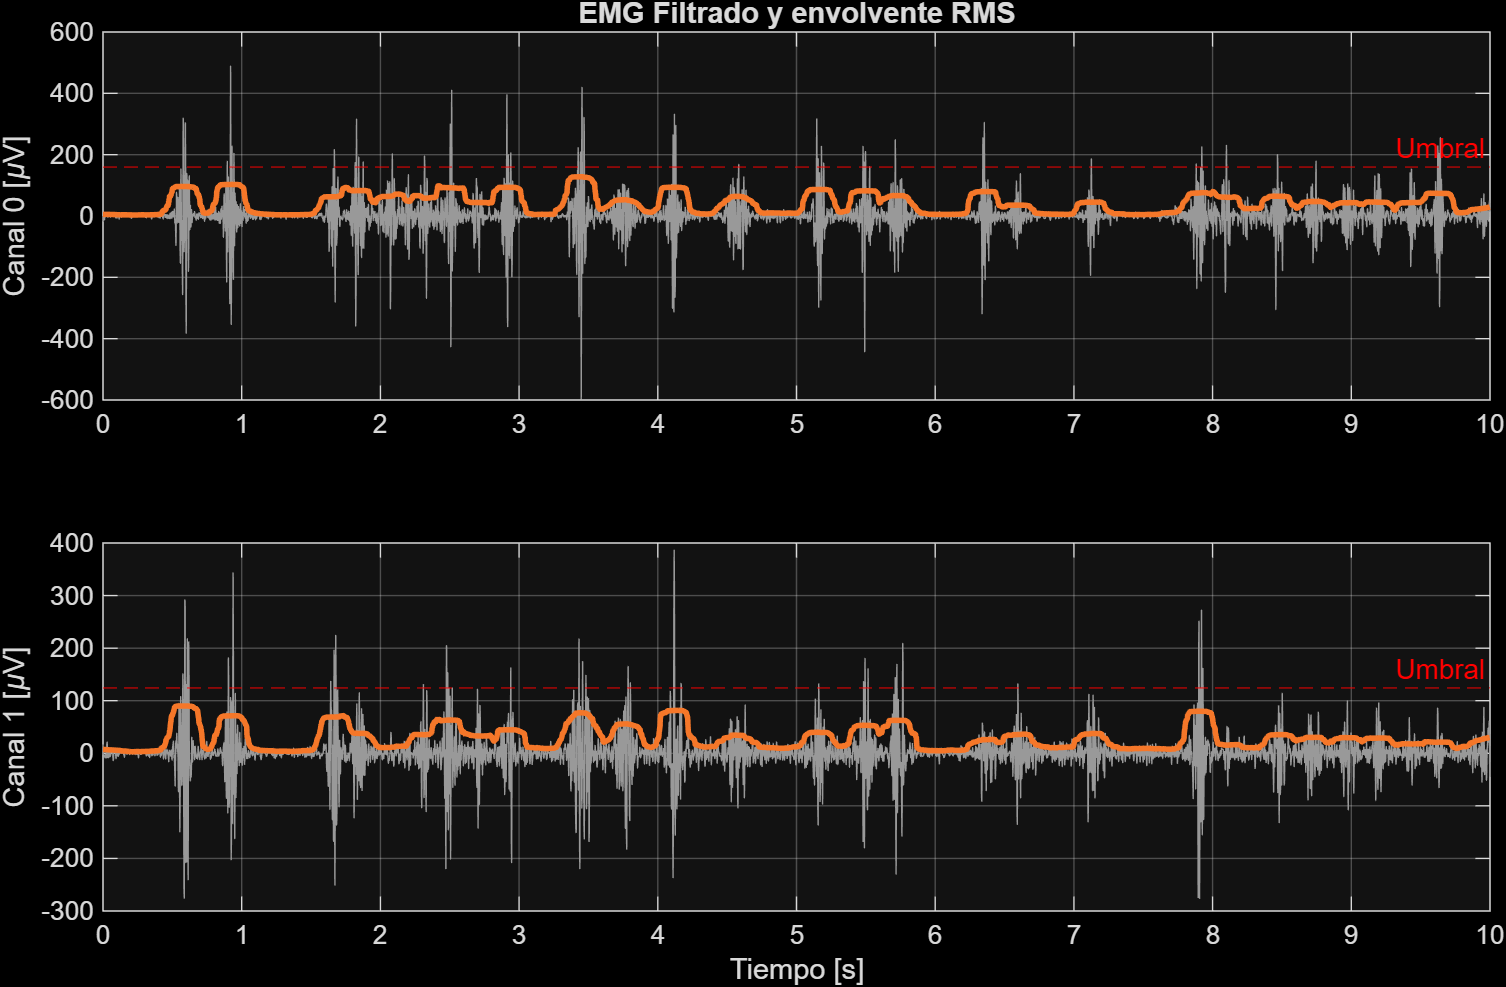 EMG Filtrado y envolvente RMS
600
400
200
0
-200
-400
-600
Canal 0 [µV]
Umbral
0 1 2 3 4 5 6 7 8 9 10
400
300
200
100
0
-100
-200
-300
Canal 1 [µV]
Umbral
0 1 2 3 4 5 6 7 8 9 10
Tiempo [s]